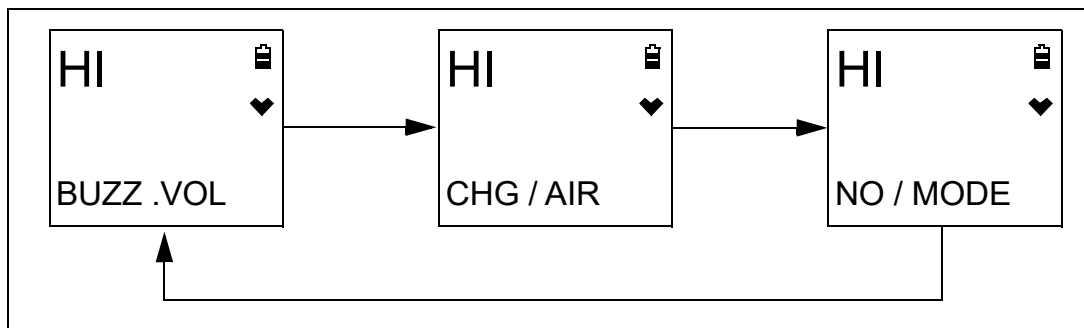 HI
BUZZ .VOL
HI
CHG / AIR
HI
NO / MODE